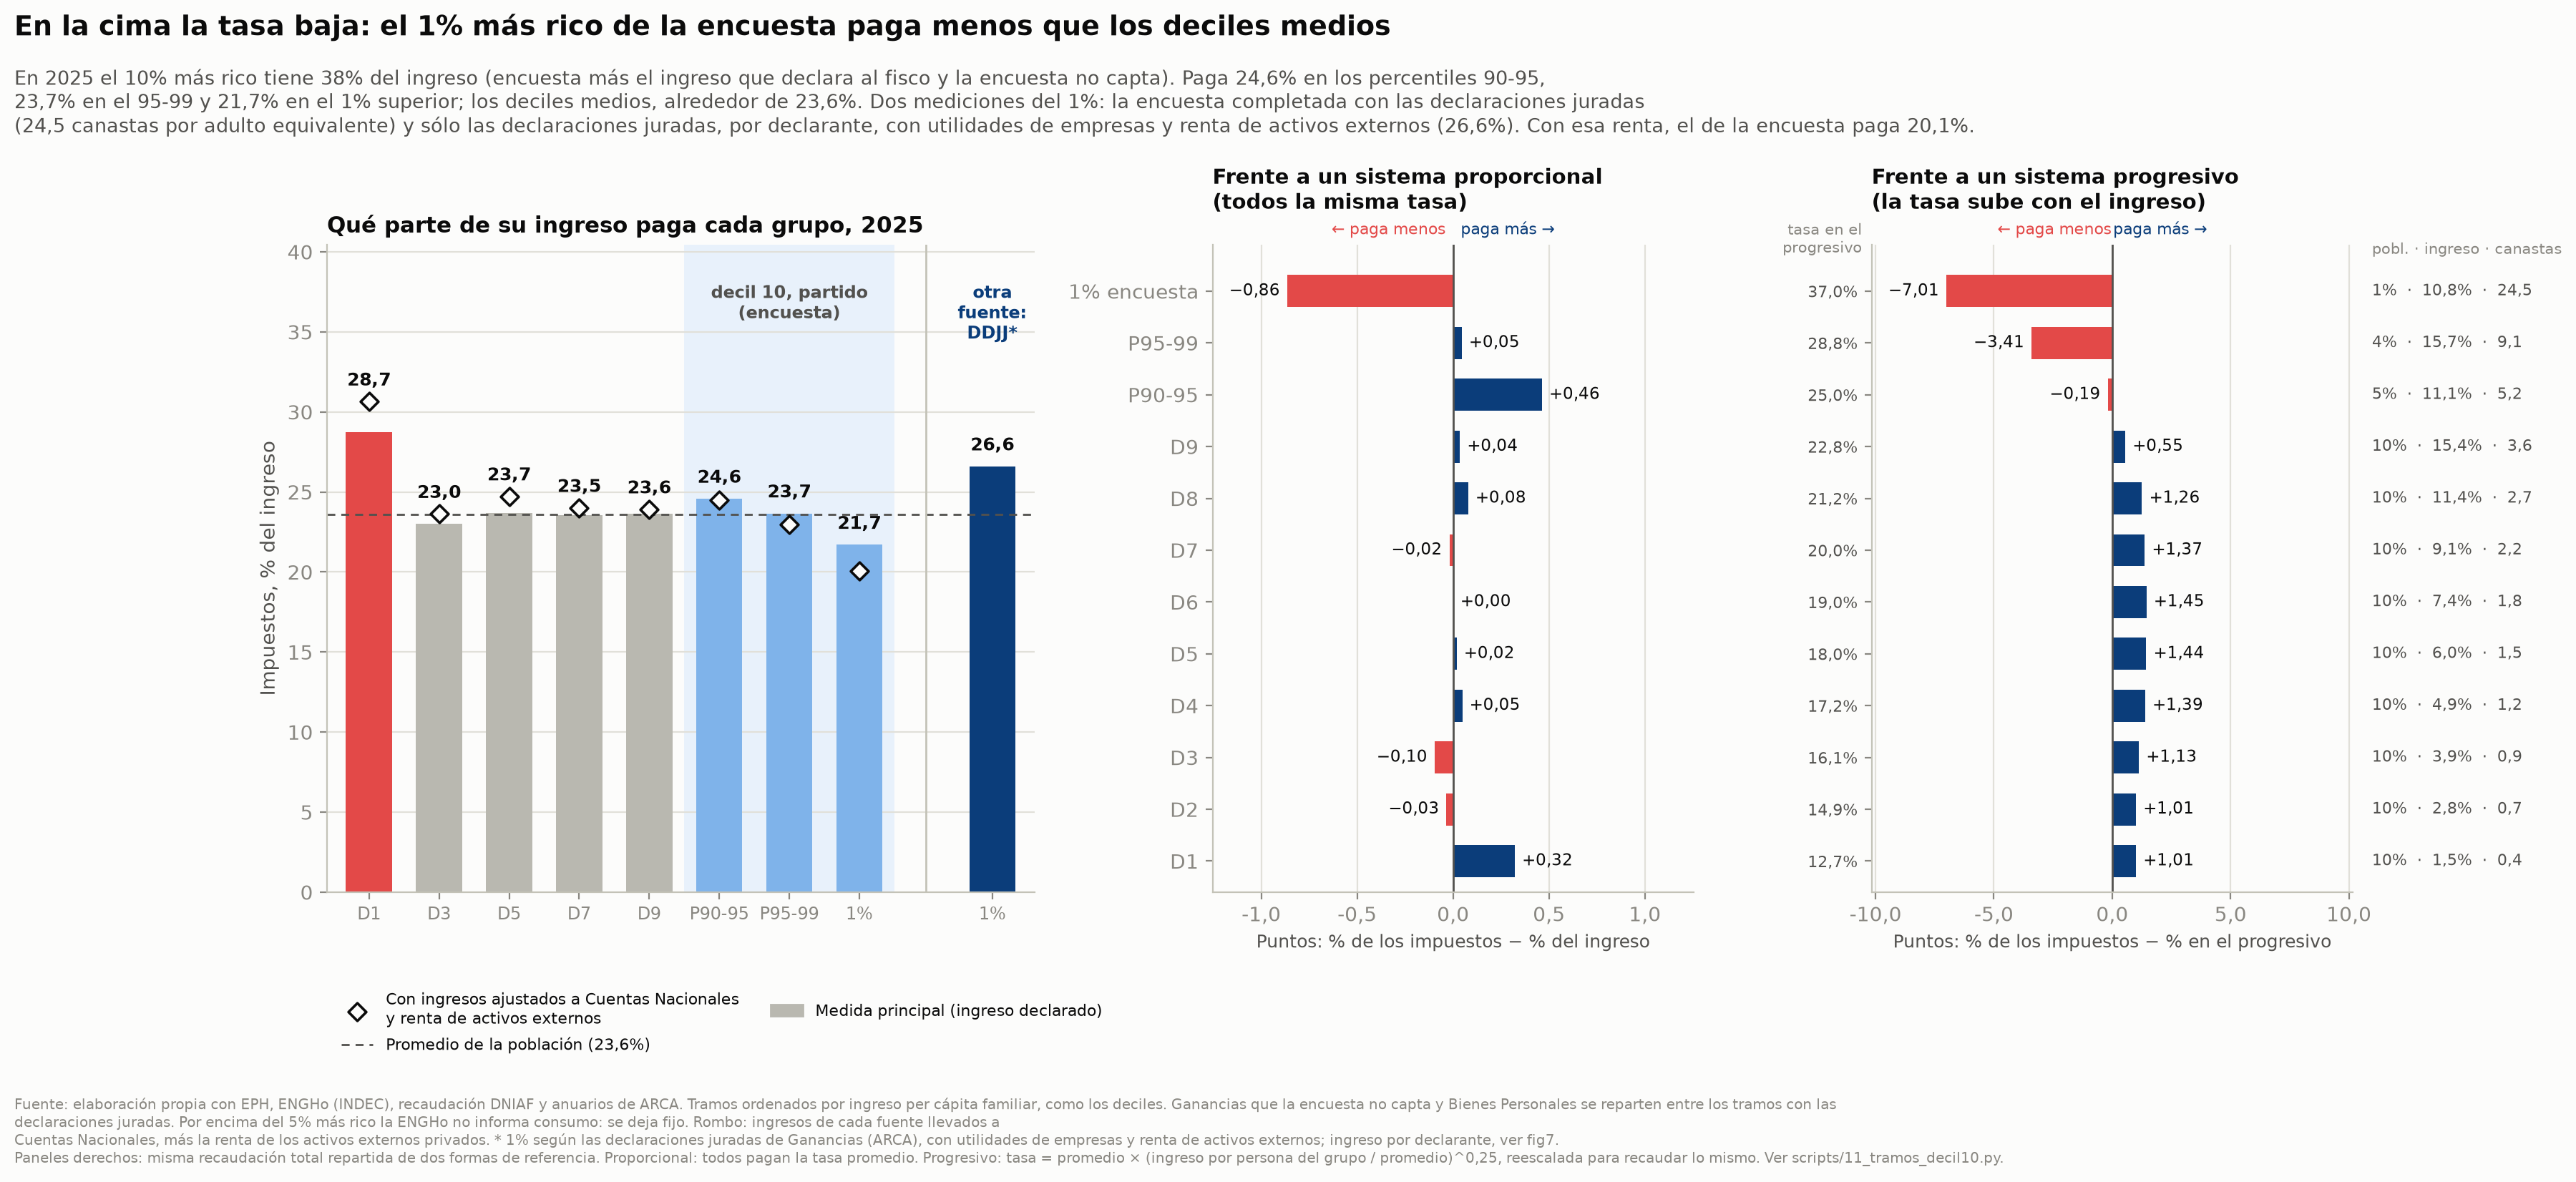 En la cima la tasa baja: el 1% más rico de la encuesta paga menos que los deciles medios
En 2025 el 10% más rico tiene 38% del ingreso (encuesta más el ingreso que declara al fisco y la encuesta no capta). Paga 24,6% en los percentiles 90-95,
23,7% en el 95-99 y 21,7% en el 1% superior; los deciles medios, alrededor de 23,6%. Dos mediciones del 1%: la encuesta completada con las declaraciones juradas
(24,5 canastas por adulto equivalente) y sólo las declaraciones juradas, por declarante, con utilidades de empresas y renta de activos externos (26,6%). Con esa renta, el de la encuesta paga 20,1%.
Qué parte de su ingreso paga cada grupo, 2025
Impuestos, % del ingreso
40
35
30
25
20
15
10
5
0
decil 10, partido
(encuesta)
otra
fuente:
DDJJ*
28,7
23,0
23,7
23,5
23,6
24,6
23,7
21,7
26,6
D1
D3
D5
D7
D9
P90-95
P95-99
1%
1%
Con ingresos ajustados a Cuentas Nacionales
y renta de activos externos
Promedio de la población (23,6%)
Medida principal (ingreso declarado)
Frente a un sistema proporcional
(todos la misma tasa)
← paga menos
paga más →
1% encuesta
−0,86
P95-99
+0,05
P90-95
+0,46
D9
+0,04
D8
+0,08
D7
−0,02
D6
+0,00
D5
+0,02
D4
+0,05
D3
−0,10
D2
−0,03
D1
+0,32
-1,0
-0,5
0,0
0,5
1,0
Puntos: % de los impuestos − % del ingreso
Frente a un sistema progresivo
(la tasa sube con el ingreso)
tasa en el
progresivo
← paga menos
paga más →
pobl. · ingreso · canastas
37,0%
−7,01
1% · 10,8% · 24,5
28,8%
−3,41
4% · 15,7% · 9,1
25,0%
−0,19
5% · 11,1% · 5,2
22,8%
+0,55
10% · 15,4% · 3,6
21,2%
+1,26
10% · 11,4% · 2,7
20,0%
+1,37
10% · 9,1% · 2,2
19,0%
+1,45
10% · 7,4% · 1,8
18,0%
+1,44
10% · 6,0% · 1,5
17,2%
+1,39
10% · 4,9% · 1,2
16,1%
+1,13
10% · 3,9% · 0,9
14,9%
+1,01
10% · 2,8% · 0,7
12,7%
+1,01
10% · 1,5% · 0,4
-10,0
-5,0
0,0
5,0
10,0
Puntos: % de los impuestos − % en el progresivo
Fuente: elaboración propia con EPH, ENGHo (INDEC), recaudación DNIAF y anuarios de ARCA. Tramos ordenados por ingreso per cápita familiar, como los deciles. Ganancias que la encuesta no capta y Bienes Personales se reparten entre los tramos con las
declaraciones juradas. Por encima del 5% más rico la ENGHo no informa consumo: se deja fijo. Rombo: ingresos de cada fuente llevados a
Cuentas Nacionales, más la renta de los activos externos privados. * 1% según las declaraciones juradas de Ganancias (ARCA), con utilidades de empresas y renta de activos externos; ingreso por declarante, ver fig7.
Paneles derechos: misma recaudación total repartida de dos formas de referencia. Proporcional: todos pagan la tasa promedio. Progresivo: tasa = promedio × (ingreso por persona del grupo / promedio)^0,25, reescalada para recaudar lo mismo. Ver scripts/11_tramos_decil10.py.